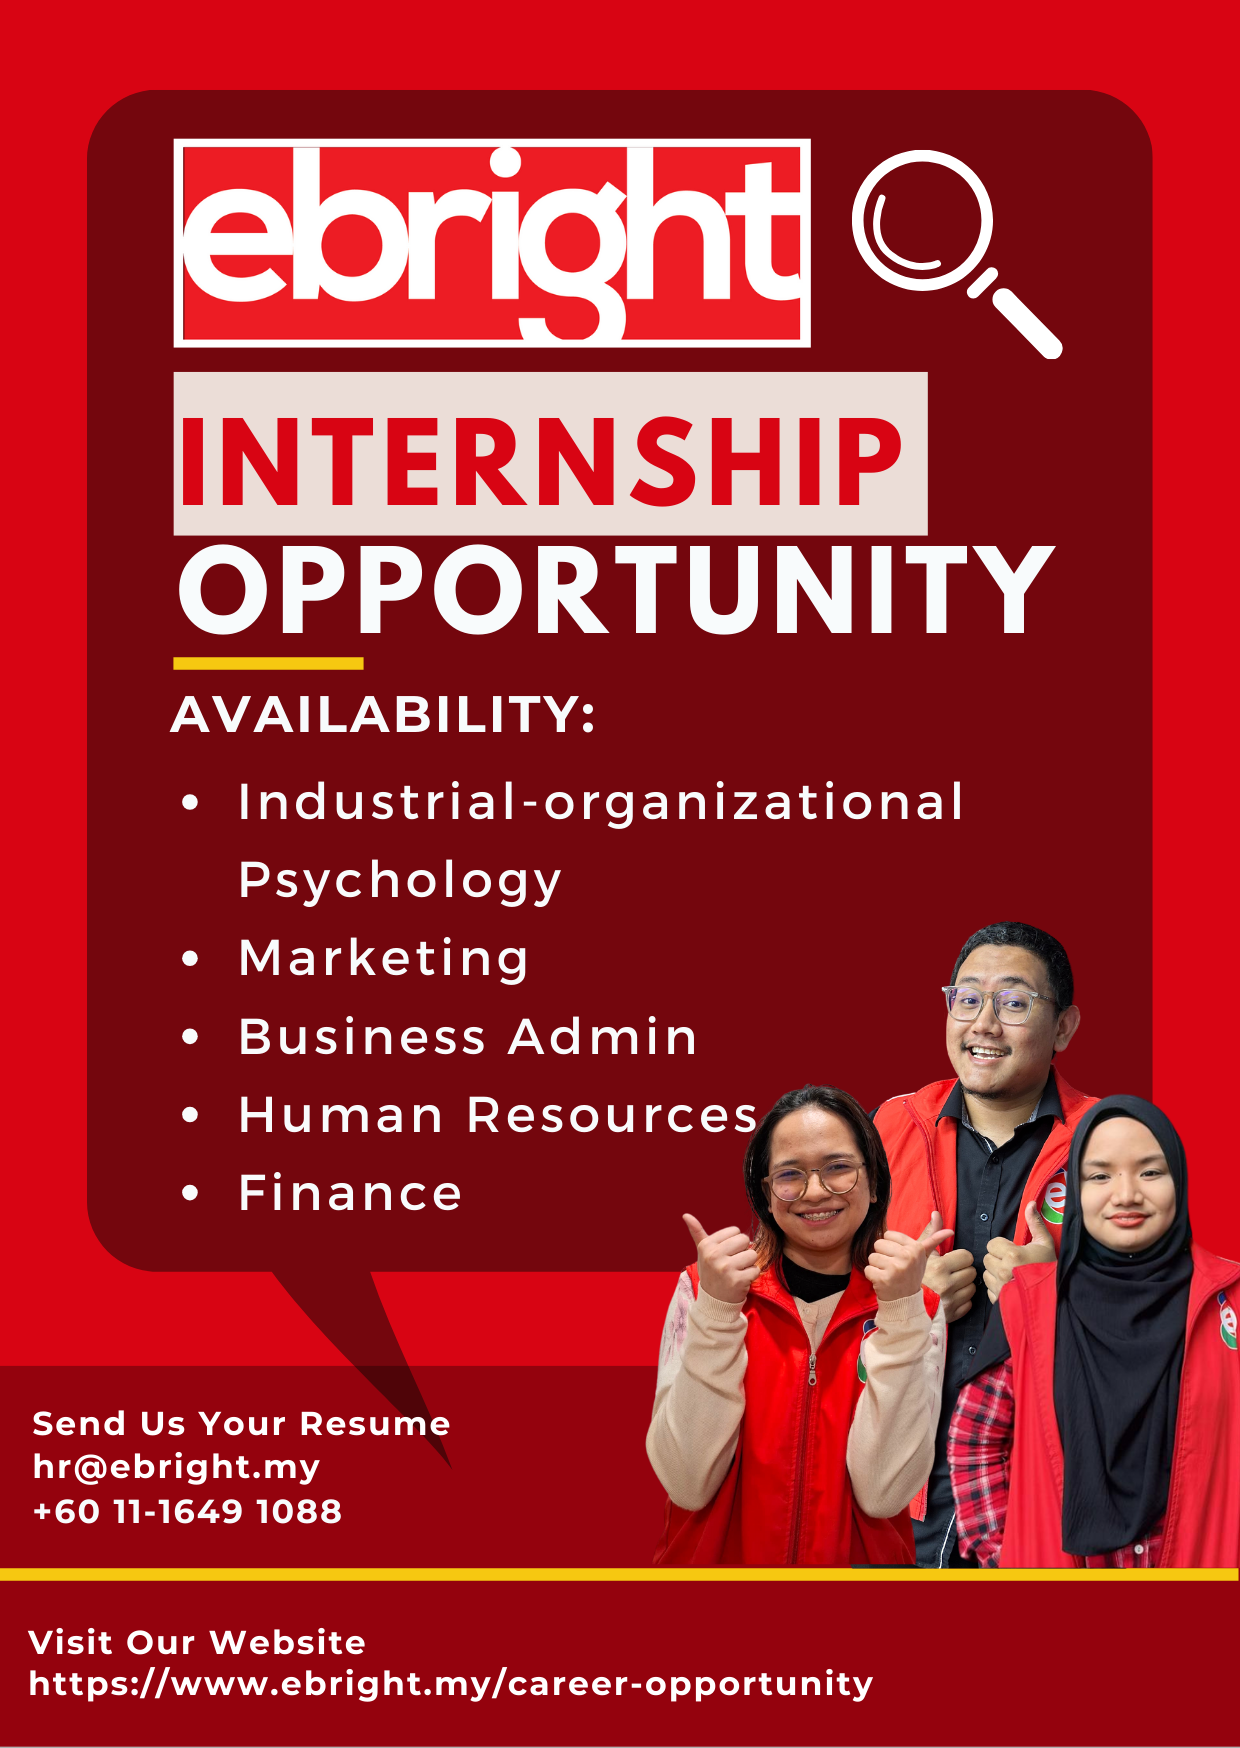 ebright
INTERNSHIP
OPPORTUNITY
AVAILABILITY:
• Industrial-organizational
Psychology
• Marketing
• Business Admin
• Human Resources
• Finance
Send Us Your Resume
hr@ebright.my
+60 11-1649 1088
Visit Our Website
https://www.ebright.my/career-opportunity